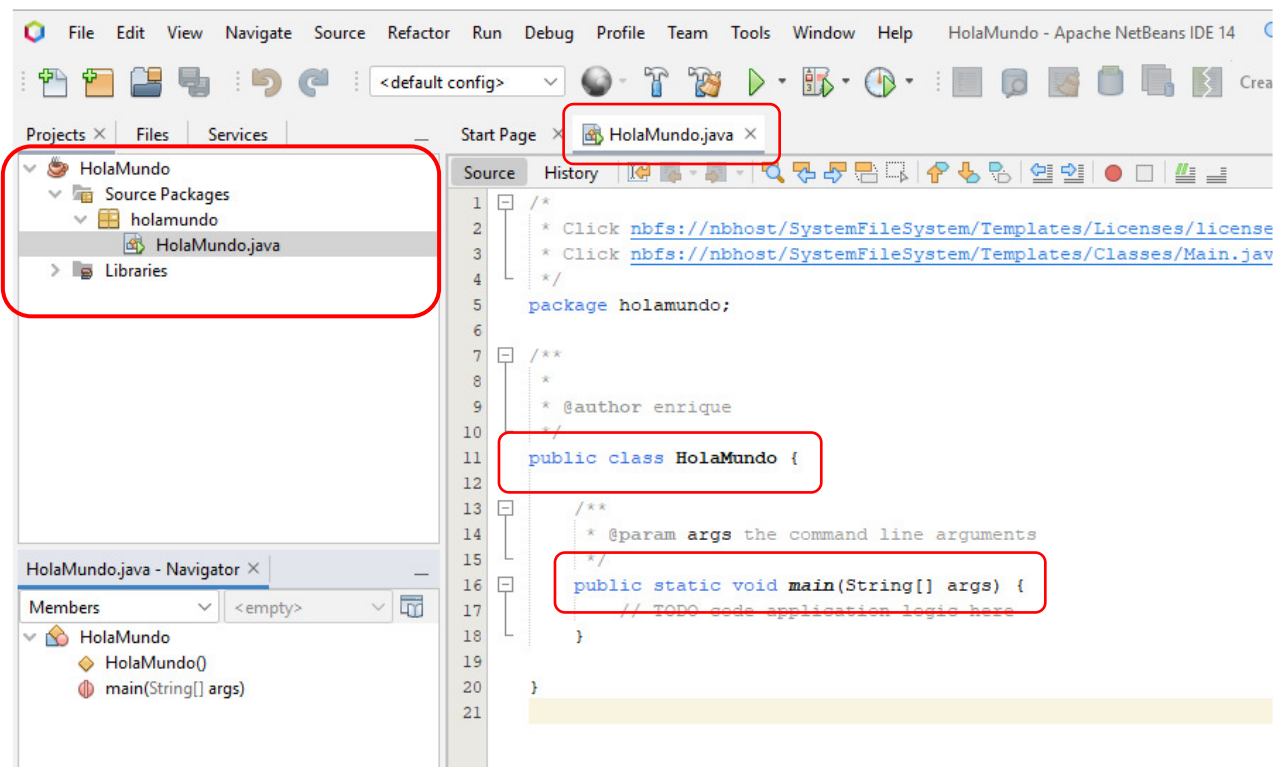 File Edit View Navigate Source Refactor Run Debug Profile Team Tools Window Help HolaMundo - Apache NetBeans IDE 14
<default config>
Crea
Projects Files Services
HolaMundo
Source Packages
holamundo
HolaMundo.java
Libraries
HolaMundo.java - Navigator
Members <empty>
HolaMundo
HolaMundo()
main(String[] args)
Start Page HolaMundo.java
Source History
1 /*
2 * Click nbfs://nbhost/SystemFileSystem/Templates/Licenses/license
3 * Click nbfs://nbhost/SystemFileSystem/Templates/Classes/Main.jav
4 */
5 package holamundo;
6
7 /**
8 *
9 * @author enrique
10 */
11 public class HolaMundo {
12
13 /**
14 * @param args the command line arguments
15 */
16 public static void main(String[] args) {
17 // TODO code application logic here
18 }
19
20 }
21